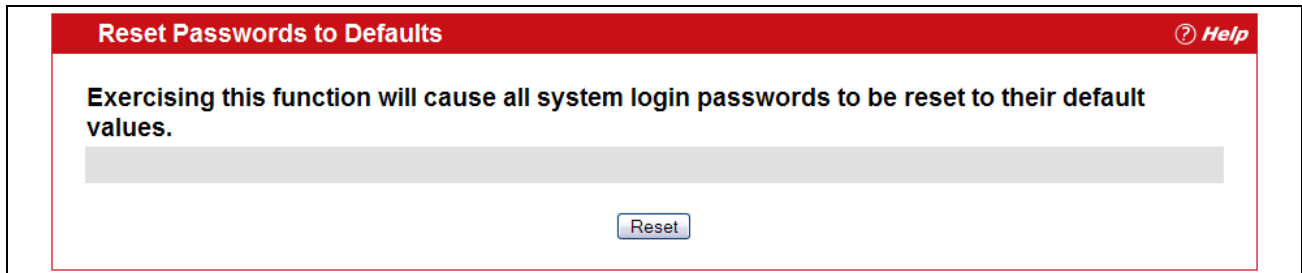 Reset Passwords to Defaults
Help
Exercising this function will cause all system login passwords to be reset to their default
values.
Reset